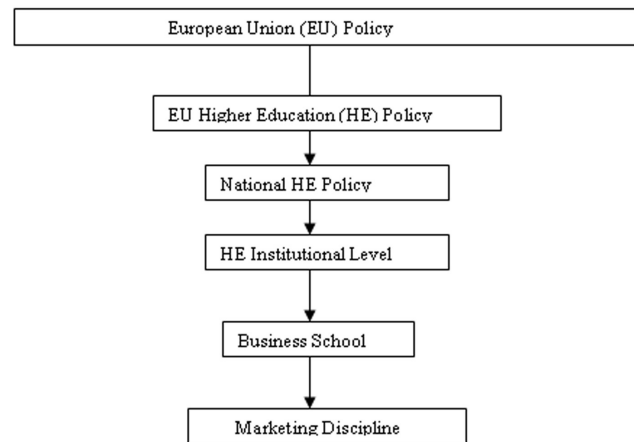 European Union (EU) Policy
EU Higher Education (HE) Policy
National HE Policy
HE Institutional Level
Business School
Marketing Discipline